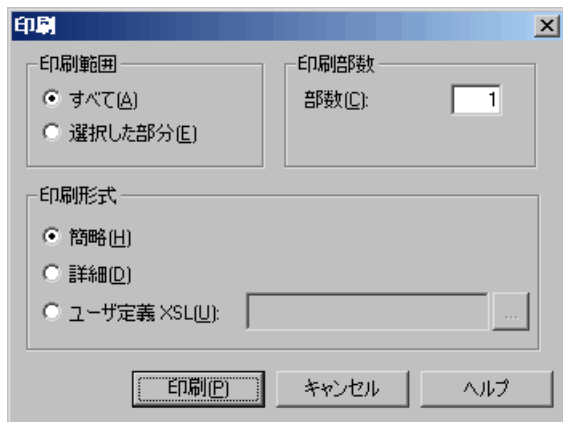 印刷
印刷範囲
すべて(A)
選択した部分(E)
印刷部数
部数(C):
1
印刷形式
簡略(H)
詳細(D)
ユーザ定義 XSL(U):
...
印刷(P)
キャンセル
ヘルプ